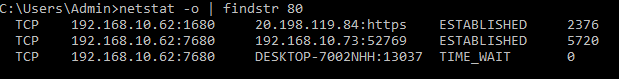 C:\Users\Admin>netstat -o | findstr 80
TCP 192.168.10.62:1680 20.198.119.84:https ESTABLISHED 2376
TCP 192.168.10.62:7680 192.168.10.73:52769 ESTABLISHED 5720
TCP 192.168.10.62:7680 DESKTOP-7002NHH:13037 TIME_WAIT 0